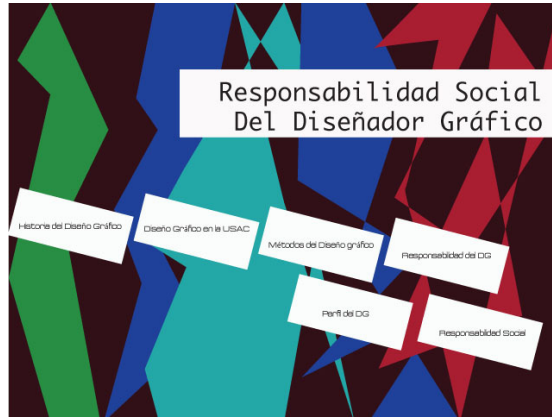 Responsabilidad Social
Del Diseñador Gráfico
Historia del Diseño Gráfico
Diseño Gráfico en la USAC
Métodos del Diseño gráfico
Responsabilidad del DG
Perfil del DG
Responsabilidad Social